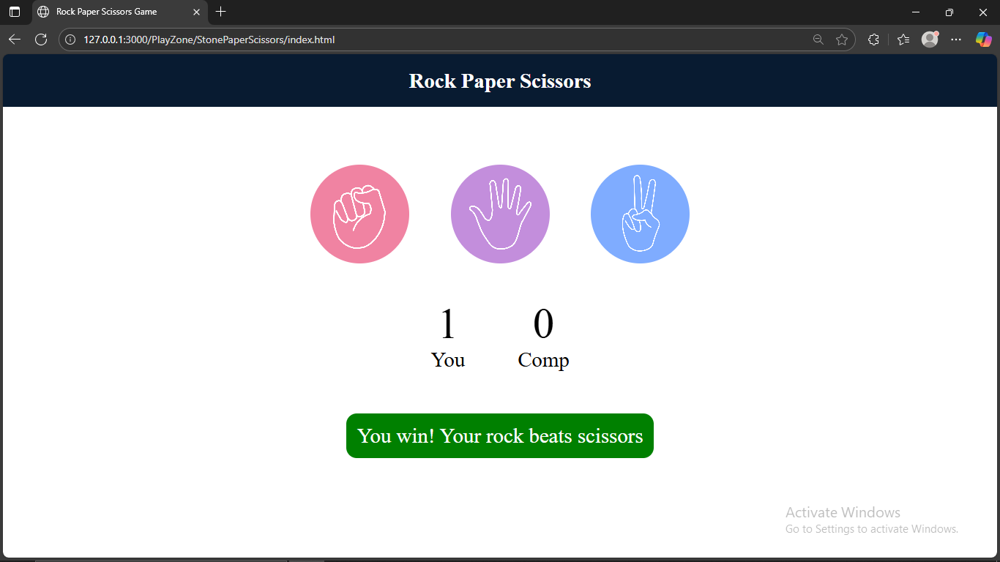 Rock Paper Scissors Game
127.0.0.1:3000/PlayZone/StonePaperScissors/index.html
Rock Paper Scissors
1 0
You Comp
You win! Your rock beats scissors
Activate Windows
Go to Settings to activate Windows.